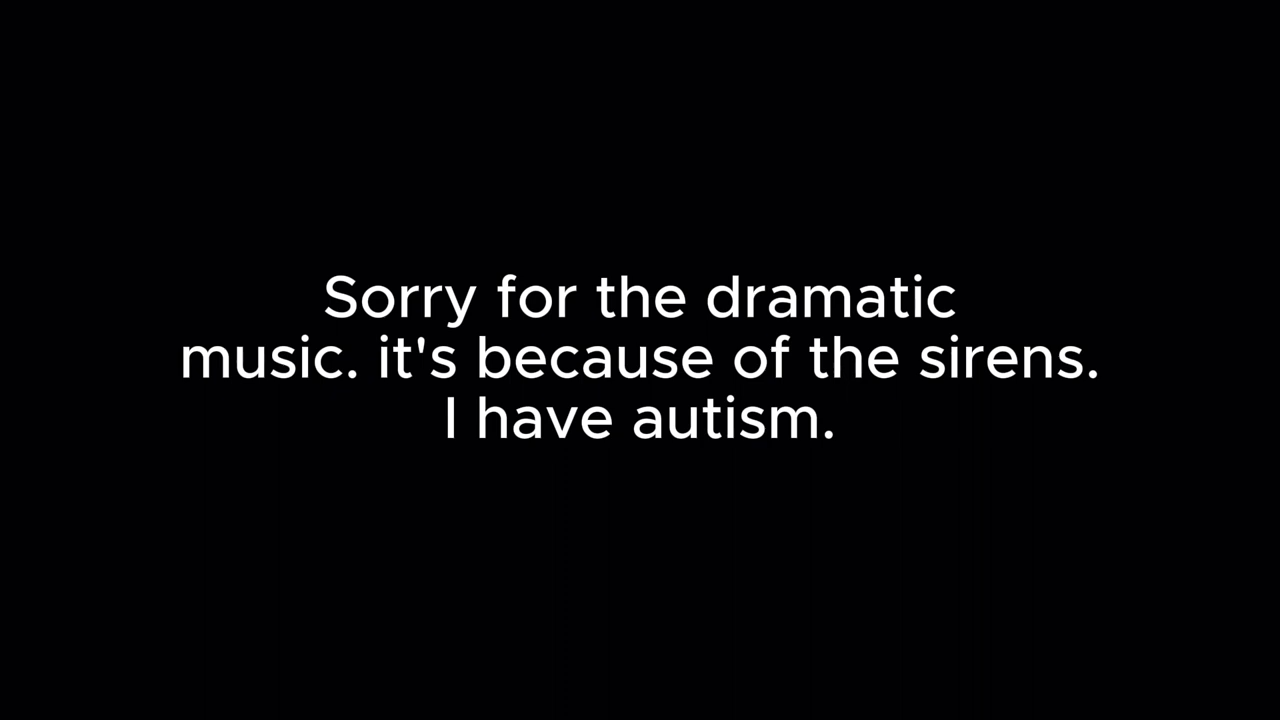 Sorry for the dramatic
music. it's because of the sirens.
I have autism.